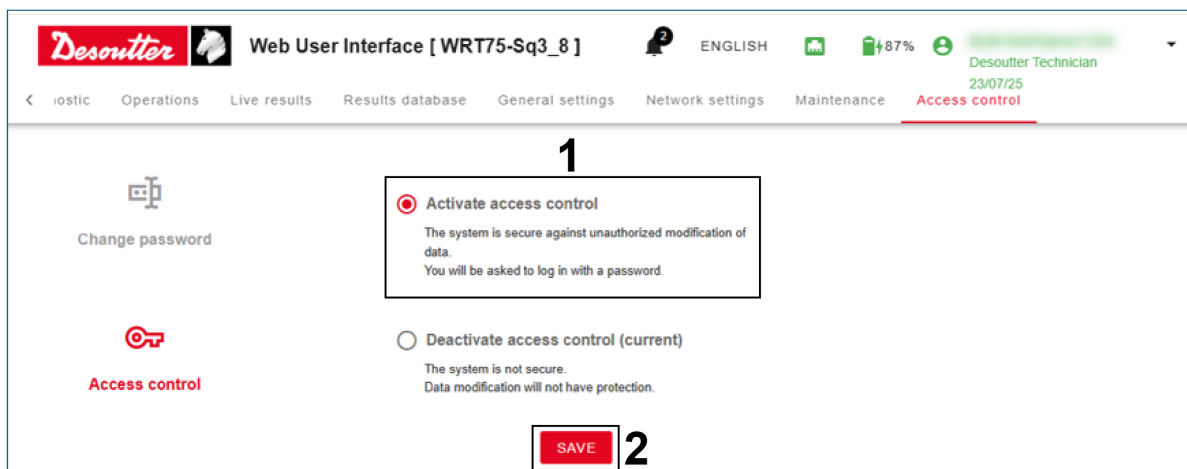 Desoutter Web User Interface [ WRT75-Sq3_8 ] 2 ENGLISH 87%
Desoutter Technician
23/07/25
Operations Live results Results database General settings Network settings Maintenance Access control
1
Activate access control
The system is secure against unauthorized modification of
data.
You will be asked to log in with a password.
Change password
Deactivate access control (current)
The system is not secure.
Data modification will not have protection.
Access control
SAVE 2